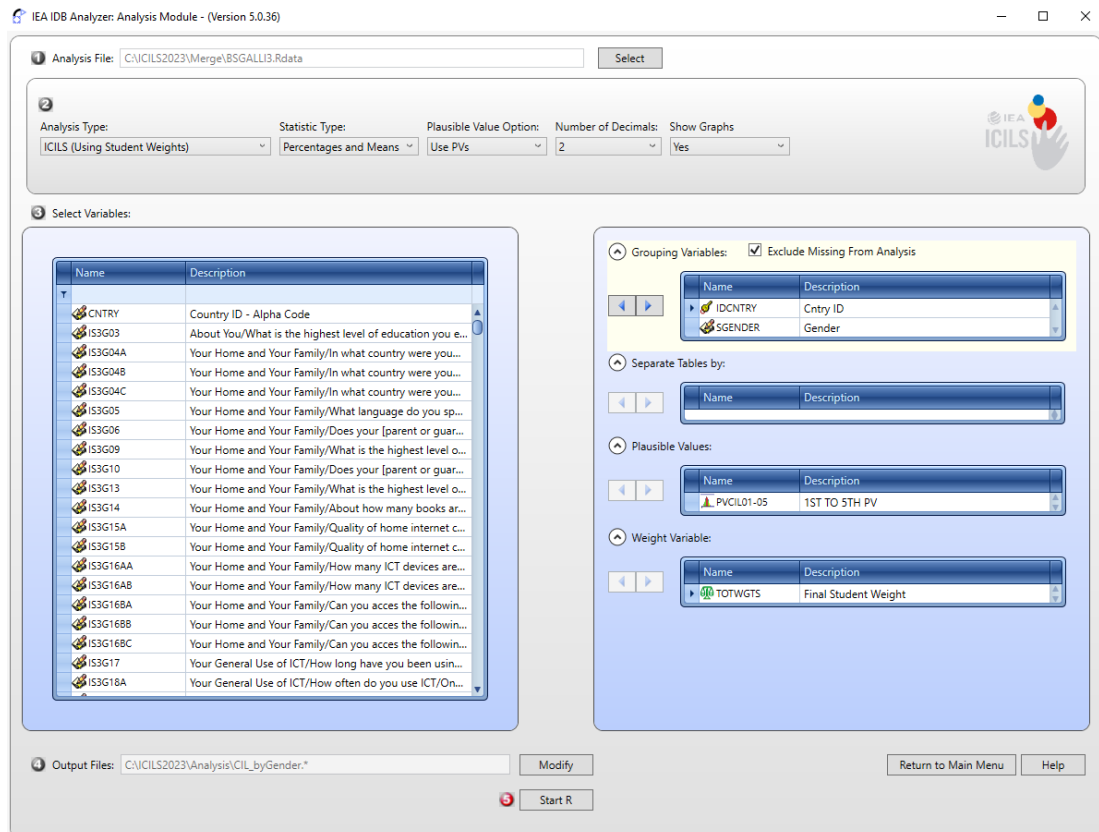 IEA IDB Analyzer: Analysis Module - (Version 5.0.36)
1 Analysis File: C:\ICILS2023\Merge\BSGALLI3.Rdata Select
2
Analysis Type: Statistic Type: Plausible Value Option: Number of Decimals: Show Graphs
ICILS (Using Student Weights) Percentages and Means Use PVs 2 Yes
IEA
ICILS
3 Select Variables:
Name Description
CNTRY Country ID - Alpha Code
IS3G03 About You/What is the highest level of education you e...
IS3G04A Your Home and Your Family/In what country were you...
IS3G04B Your Home and Your Family/In what country were you...
IS3G04C Your Home and Your Family/In what country were you...
IS3G05 Your Home and Your Family/What language do you sp...
IS3G06 Your Home and Your Family/Does your [parent or guar...
IS3G09 Your Home and Your Family/What is the highest level o...
IS3G10 Your Home and Your Family/Does your [parent or guar...
IS3G13 Your Home and Your Family/What is the highest level o...
IS3G14 Your Home and Your Family/About how many books ar...
IS3G15A Your Home and Your Family/Quality of home internet c...
IS3G15B Your Home and Your Family/Quality of home internet c...
IS3G16AA Your Home and Your Family/How many ICT devices are...
IS3G16AB Your Home and Your Family/How many ICT devices are...
IS3G16BA Your Home and Your Family/Can you acces the followin...
IS3G16BB Your Home and Your Family/Can you acces the followin...
IS3G16BC Your Home and Your Family/Can you acces the followin...
IS3G17 Your General Use of ICT/How long have you been usin...
IS3G18A Your General Use of ICT/How often do you use ICT/On...
Grouping Variables: Exclude Missing From Analysis
Name Description
IDCNTRY Cntry ID
SGENDER Gender
Separate Tables by:
Name Description
Plausible Values:
Name Description
PVCIL01-05 1ST TO 5TH PV
Weight Variable:
Name Description
TOTWGTS Final Student Weight
4 Output Files: C:\ICILS2023\Analysis\CIL_byGender.* Modify Return to Main Menu Help
5 Start R